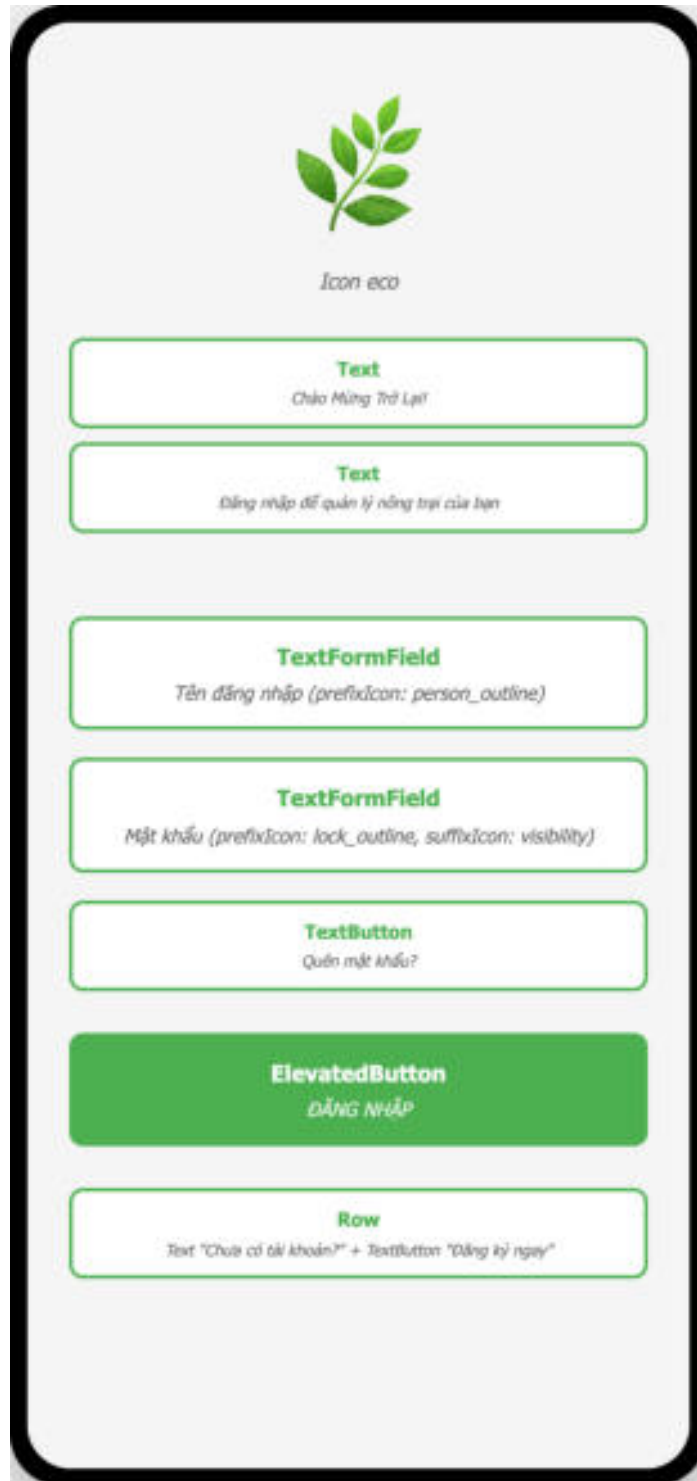 Icon eco
Text
Chào Mừng Trở Lại!
Text
Đăng nhập để quản lý nông trại của bạn
TextFormField
Tên đăng nhập (prefixIcon: person_outline)
TextFormField
Mật khẩu (prefixIcon: lock_outline, suffixIcon: visibility)
TextButton
Quên mật khẩu?
ElevatedButton
ĐĂNG NHẬP
Row
Text "Chưa có tài khoản?" + TextButton "Đăng ký ngay"